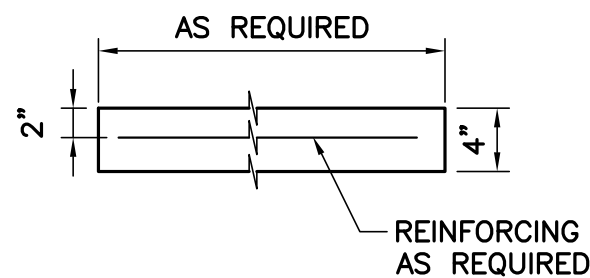 AS REQUIRED
2"
4"
REINFORCING
AS REQUIRED